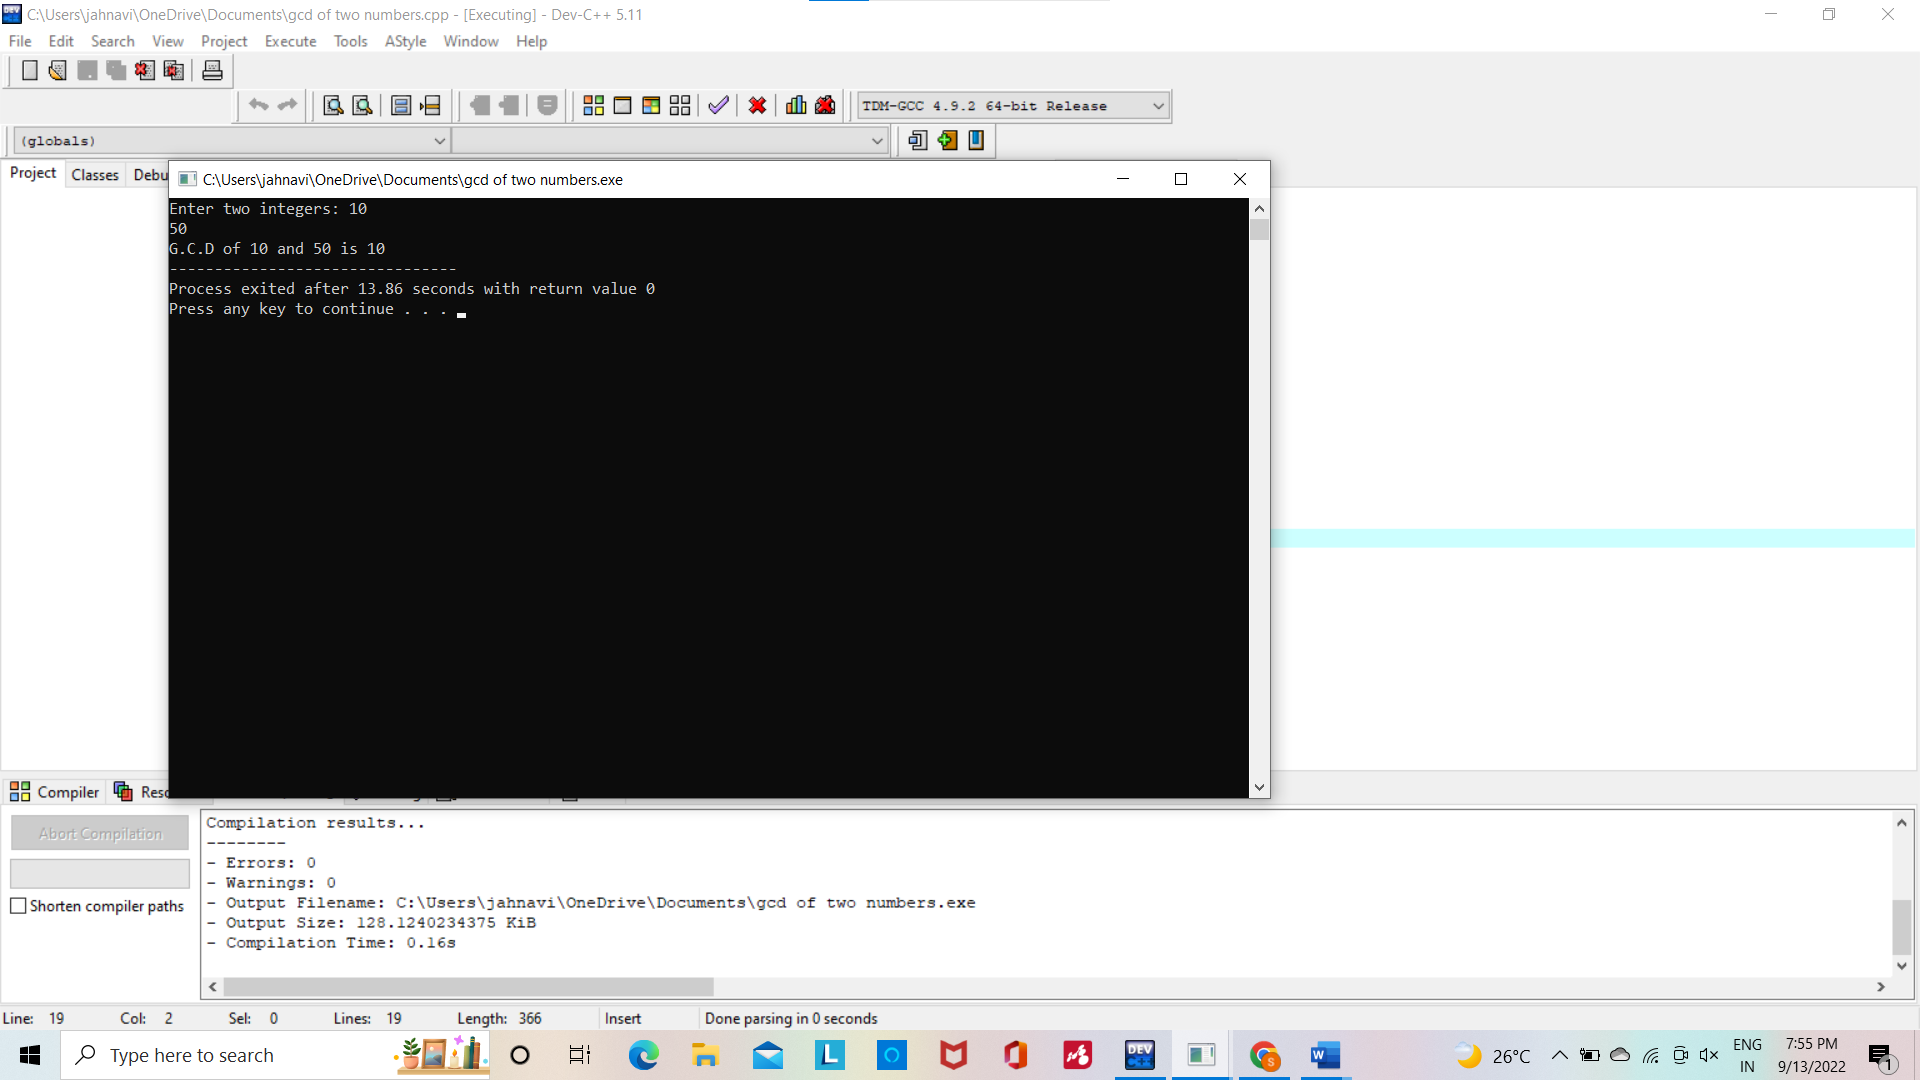 C:\Users\jahnavi\OneDrive\Documents\gcd of two numbers.cpp - [Executing] - Dev-C++ 5.11
File Edit Search View Project Execute Tools AStyle Window Help
TDM-GCC 4.9.2 64-bit Release
(globals)
Project Classes Debu
C:\Users\jahnavi\OneDrive\Documents\gcd of two numbers.exe
Enter two integers: 10
50
G.C.D of 10 and 50 is 10
--------------------------------
Process exited after 13.86 seconds with return value 0
Press any key to continue . . .
Compiler Reso
Abort Compilation
Shorten compiler paths
Compilation results...
--------
- Errors: 0
- Warnings: 0
- Output Filename: C:\Users\jahnavi\OneDrive\Documents\gcd of two numbers.exe
- Output Size: 128.1240234375 KiB
- Compilation Time: 0.16s
Line: 19 Col: 2 Sel: 0 Lines: 19 Length: 366 Insert Done parsing in 0 seconds
Type here to search
DEV
26°C
ENG
IN
7:55 PM
9/13/2022
1